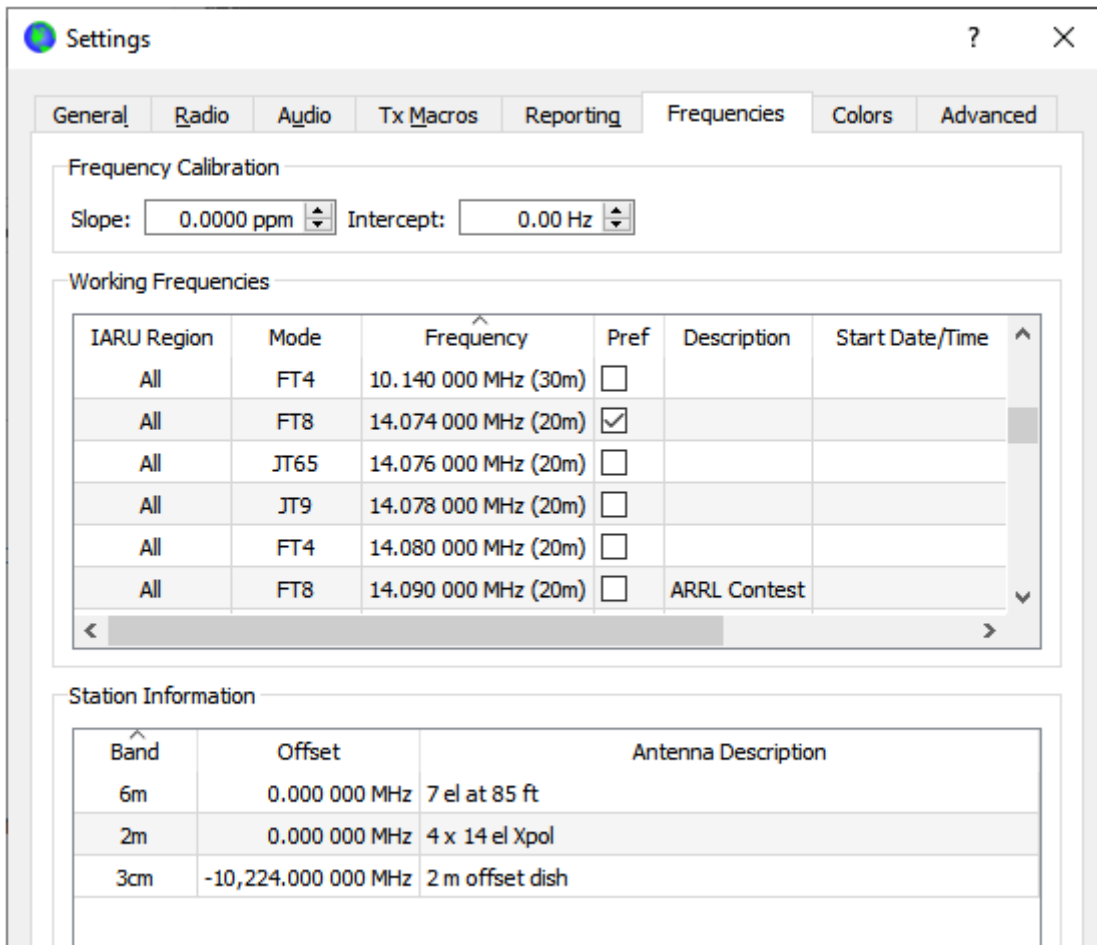 Settings ?
General Radio Audio Tx Macros Reporting Frequencies Colors Advanced
Frequency Calibration
Slope: 0.0000 ppm Intercept: 0.00 Hz
Working Frequencies
IARU Region Mode Frequency Pref Description Start Date/Time
All FT4 10.140 000 MHz (30m)
All FT8 14.074 000 MHz (20m)
All JT65 14.076 000 MHz (20m)
All JT9 14.078 000 MHz (20m)
All FT4 14.080 000 MHz (20m)
All FT8 14.090 000 MHz (20m) ARRL Contest
Station Information
Band Offset Antenna Description
6m 0.000 000 MHz 7 el at 85 ft
2m 0.000 000 MHz 4 x 14 el Xpol
3cm -10,224.000 000 MHz 2 m offset dish